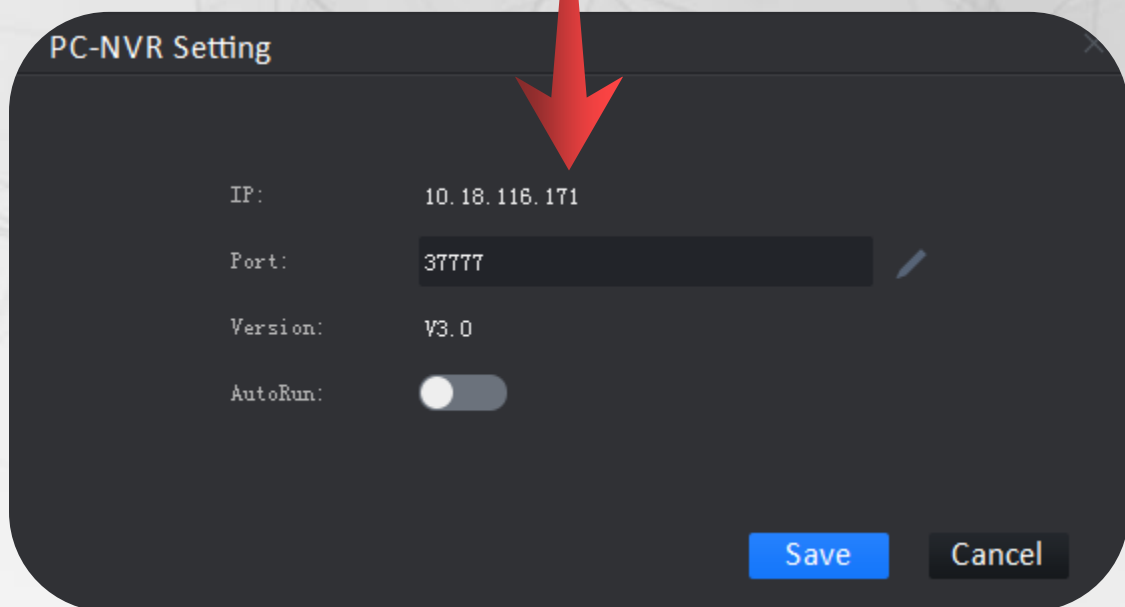 PC-NVR Setting
IP: 10.18.116.171
Port: 37777
Version: V3.0
AutoRun:
Save Cancel